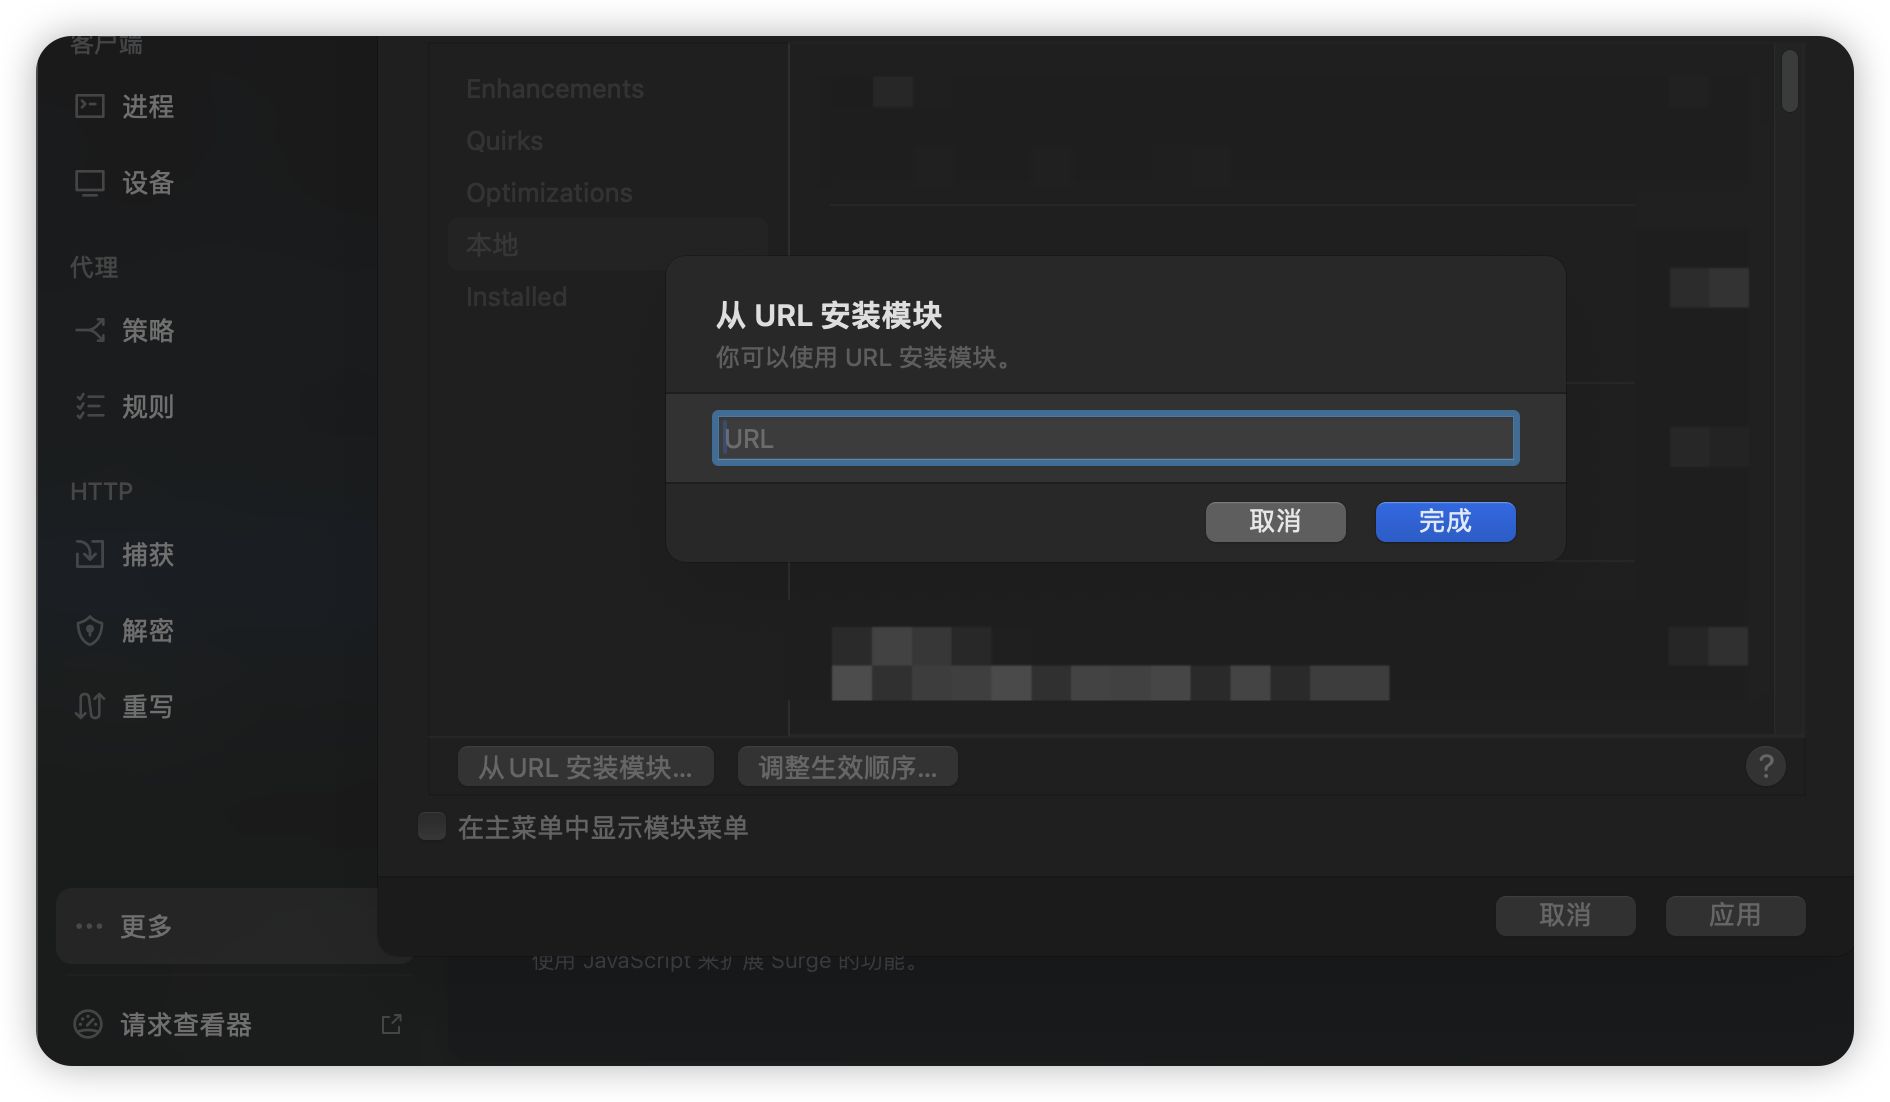 客户端
进程
设备
代理
策略
规则
HTTP
捕获
解密
重写
更多
请求查看器
Enhancements
Quirks
Optimizations
本地
Installed
从 URL 安装模块
你可以使用 URL 安装模块。
URL
取消
完成
从 URL 安装模块...
调整生效顺序...
?
在主菜单中显示模块菜单
取消
应用
使用 JavaScript 来扩展 Surge 的功能。